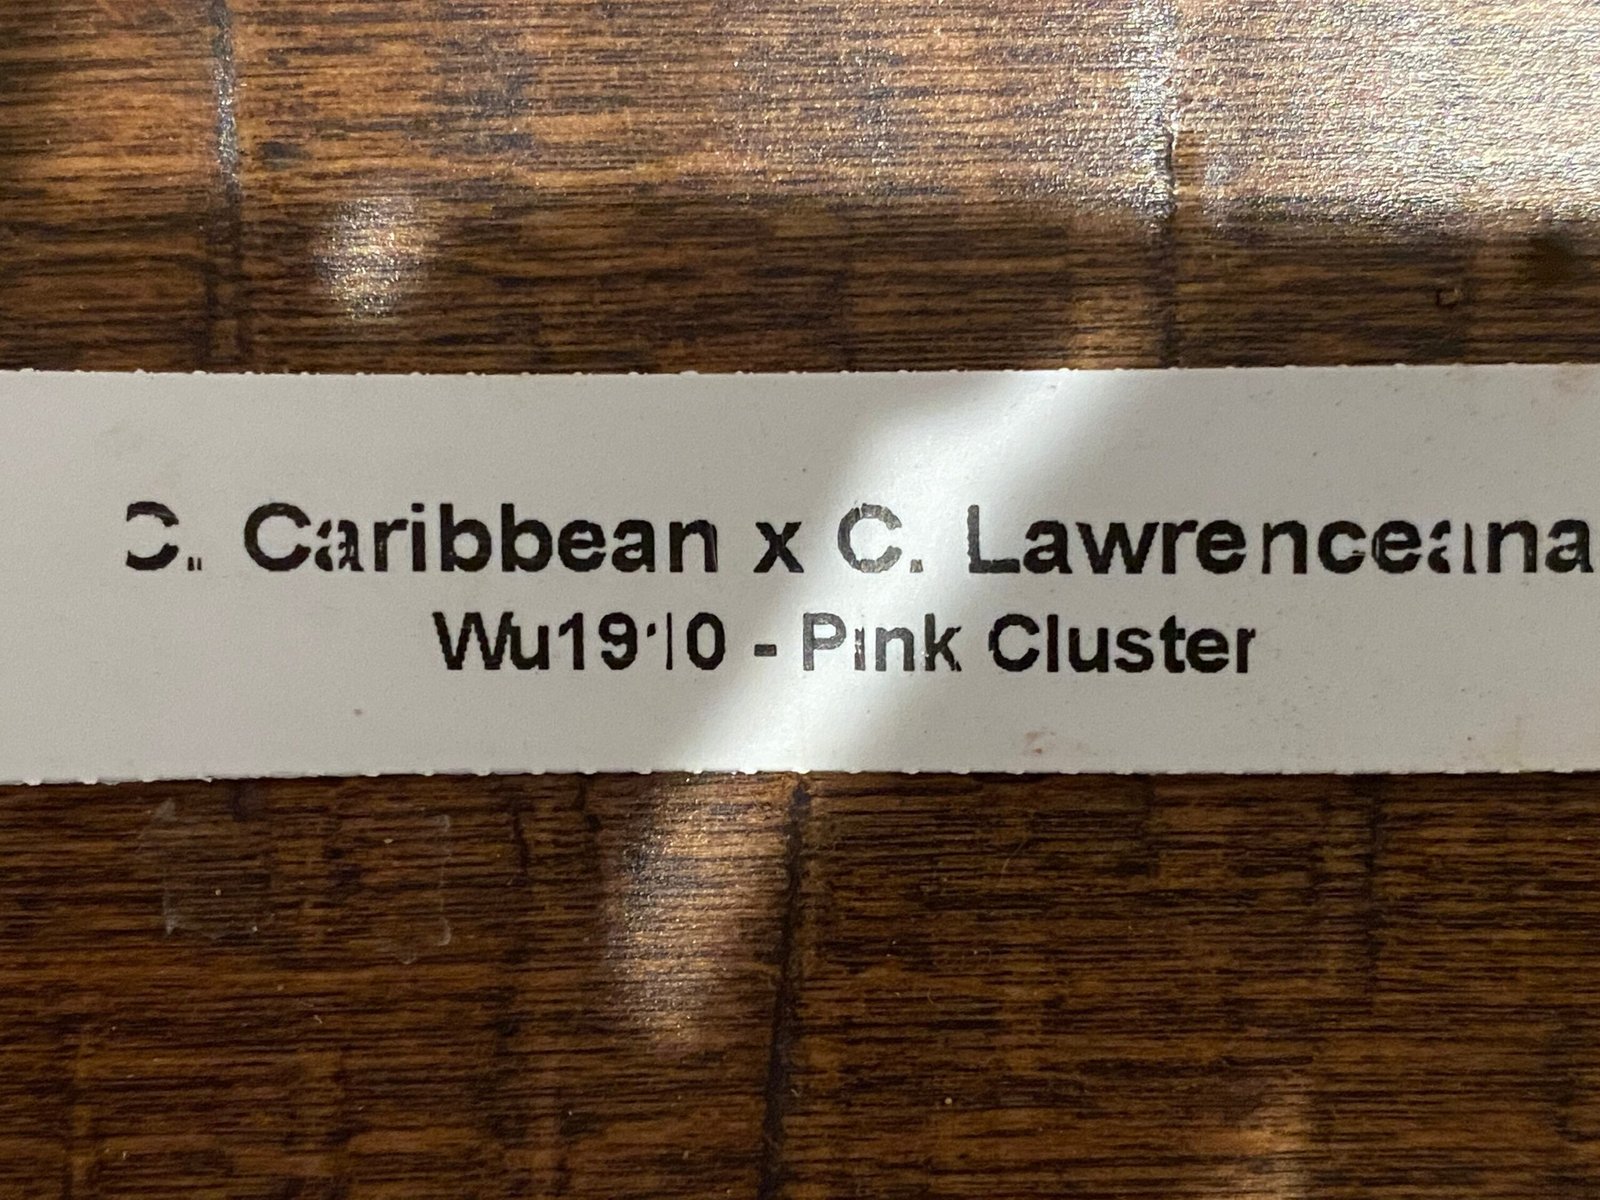 C. Caribbean x C. Lawrenceana
Wu1910 - Pink Cluster